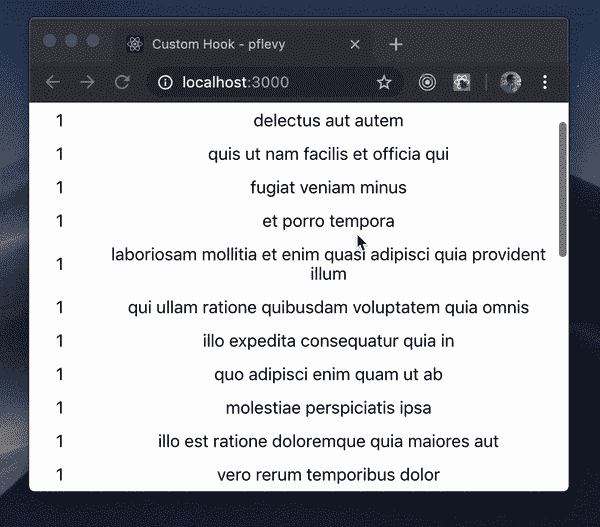 Custom Hook - pflevy
localhost:3000
1 delectus aut autem
1 quis ut nam facilis et officia qui
1 fugiat veniam minus
1 et porro tempora
1 laboriosam mollitia et enim quasi adipisci quia provident
illum
1 qui ullam ratione quibusdam voluptatem quia omnis
1 illo expedita consequatur quia in
1 quo adipisci enim quam ut ab
1 molestiae perspiciatis ipsa
1 illo est ratione doloremque quia maiores aut
1 vero rerum temporibus dolor